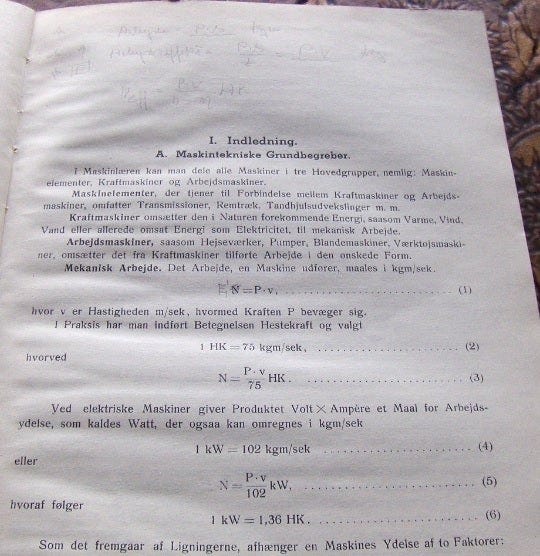 I. Indledning.
A. Maskintekniske Grundbegreber.
I Maskinlæren kan man dele alle Maskiner i tre Hovedgrupper, nemlig: Maskin-
elementer, Kraftmaskiner og Arbejdsmaskiner.
Maskinelementer, der tjener til Forbindelse mellem Kraftmaskiner og Arbejds-
maskiner, omfatter Transmissioner, Remtræk, Tandhjulsudvekslinger m. m.
Kraftmaskiner omsætter den i Naturen forekommende Energi, saasom Varme, Vind,
Vand eller allerede omsat Energi som Elektricitet, til mekanisk Arbejde.
Arbejdsmaskiner, saasom Hejseværker, Pumper, Blandemaskiner, Værktøjsmaski-
ner, omsætter det fra Kraftmaskiner tilførte Arbejde i den ønskede Form.
Mekanisk Arbejde. Det Arbejde, en Maskine udfører, maales i kgm/sek.
N = P · v, (1)
hvor v er Hastigheden m/sek, hvormed Kraften P bevæger sig.
I Praksis har man indført Betegnelsen Hestekraft og valgt
1 HK = 75 kgm/sek, (2)
hvorved
N = P · v / 75 HK. (3)
Ved elektriske Maskiner giver Produktet Volt × Ampère et Maal for Arbejds-
ydelse, som kaldes Watt, der ogsaa kan omregnes i kgm/sek
1 kW = 102 kgm/sek (4)
eller
N = P · v / 102 kW, (5)
hvoraf følger
1 kW = 1,36 HK. (6)
Som det fremgaar af Ligningerne, afhænger en Maskines Ydelse af to Faktorer: